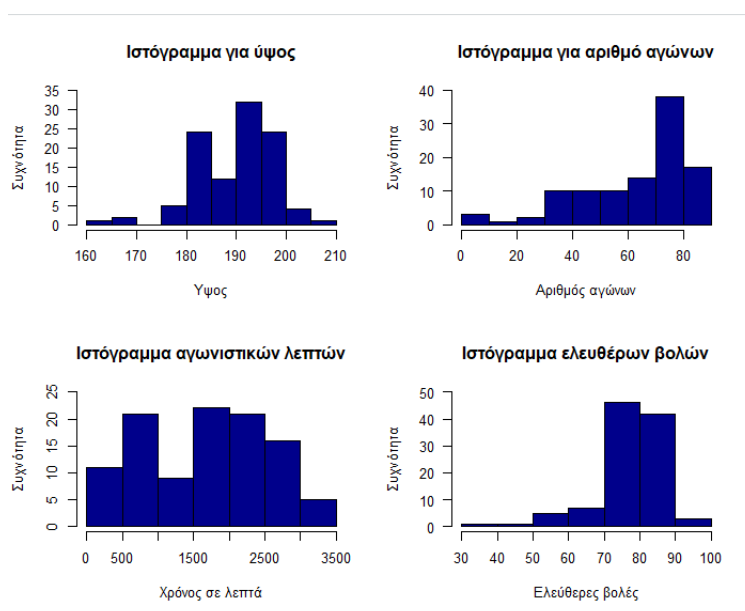 Ιστόγραμμα για ύψος
Συχνότητα
35
30
25
20
15
10
5
0
160 170 180 190 200 210
Υψος
Ιστόγραμμα για αριθμό αγώνων
Συχνότητα
40
30
20
10
0
0 20 40 60 80
Αριθμός αγώνων
Ιστόγραμμα αγωνιστικών λεπτών
Συχνότητα
25
20
15
10
5
0
0 500 1500 2500 3500
Χρόνος σε λεπτά
Ιστόγραμμα ελευθέρων βολών
Συχνότητα
50
40
30
20
10
0
30 40 50 60 70 80 90 100
Ελεύθερες βολές